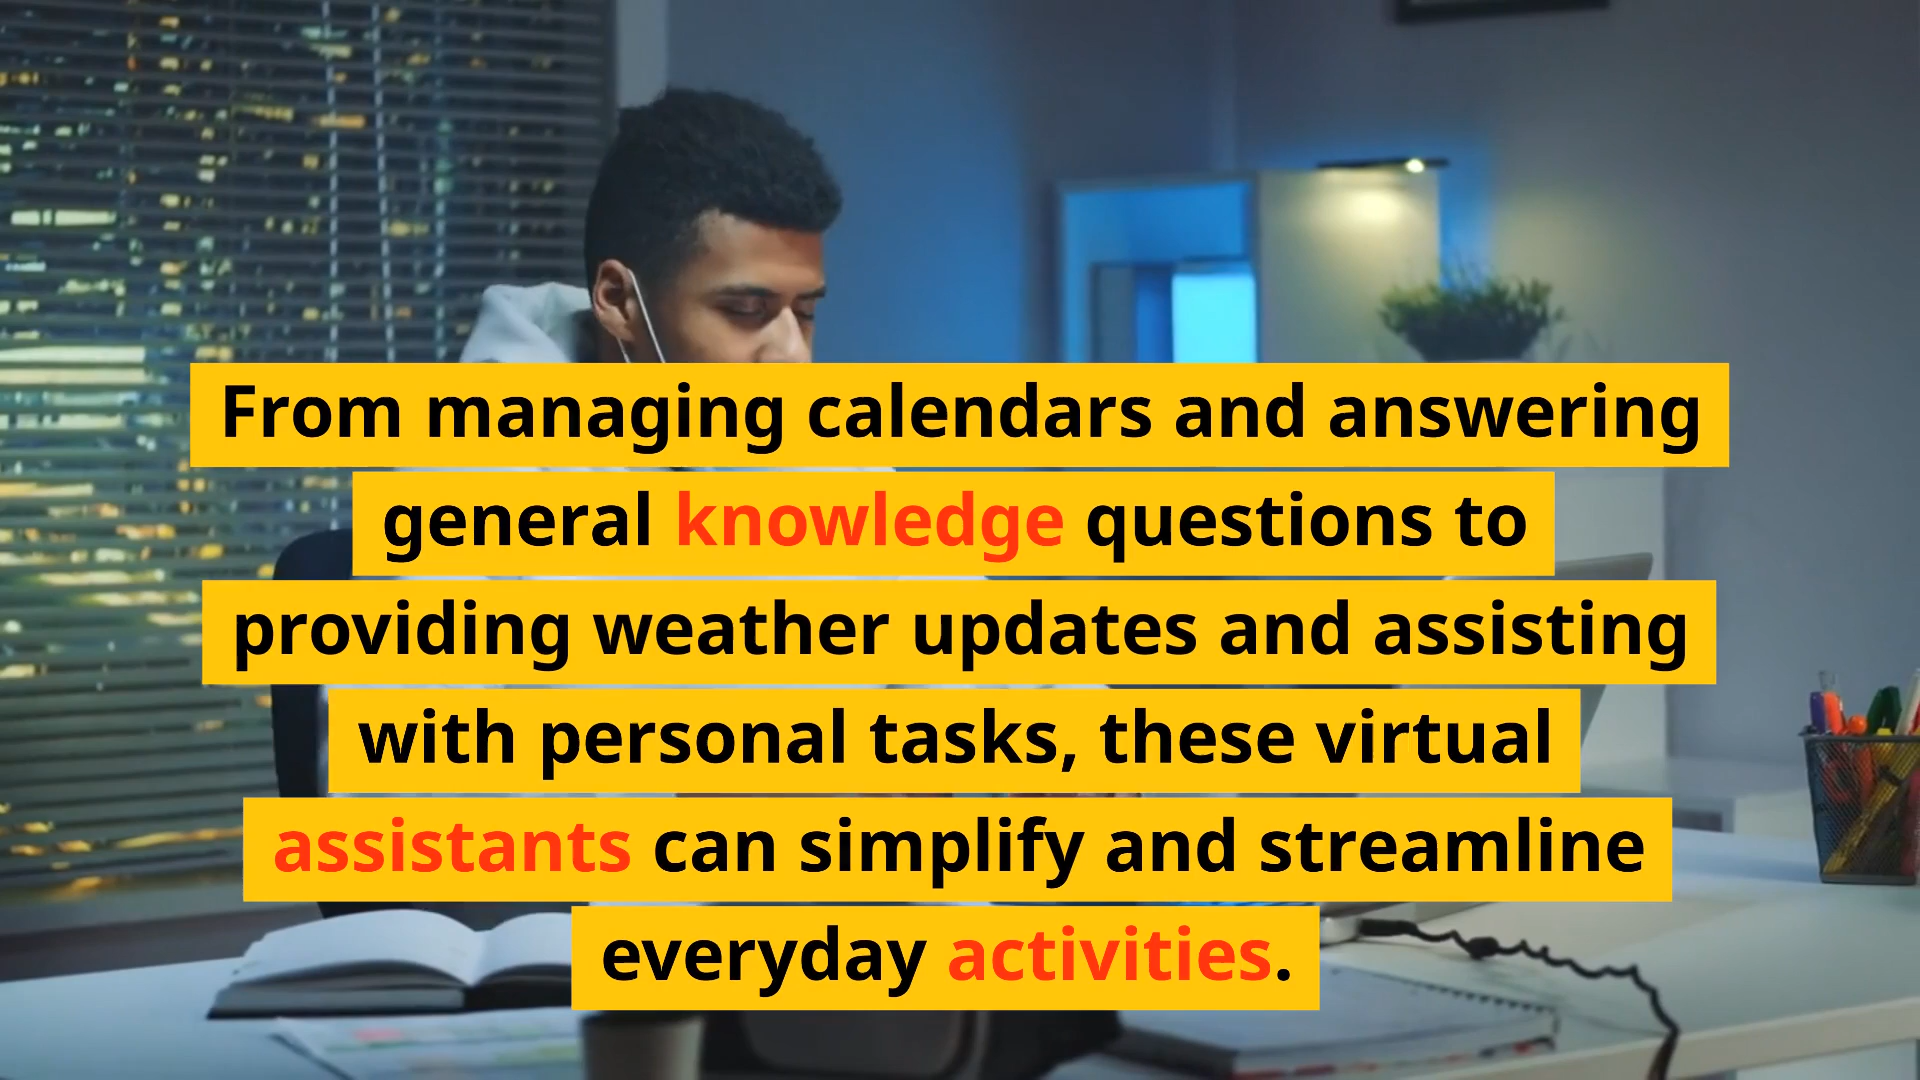 From managing calendars and answering
general knowledge questions to
providing weather updates and assisting
with personal tasks, these virtual
assistants can simplify and streamline
everyday activities.